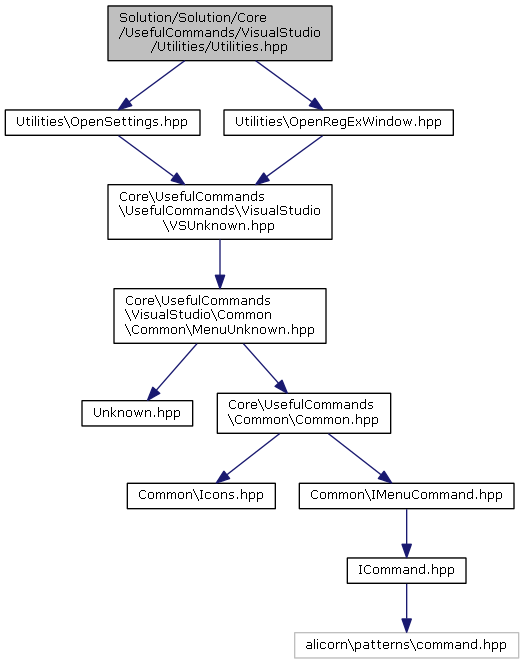 Solution/Solution/Core
/UsefulCommands/VisualStudio
/Utilities/Utilities.hpp
Utilities\OpenSettings.hpp
Utilities\OpenRegExWindow.hpp
Core\UsefulCommands
\UsefulCommands\VisualStudio
\VSUnknown.hpp
Core\UsefulCommands
\VisualStudio\Common
\Common\MenuUnknown.hpp
Unknown.hpp
Core\UsefulCommands
\Common\Common.hpp
Common\Icons.hpp
Common\IMenuCommand.hpp
ICommand.hpp
alicorn\patterns\command.hpp